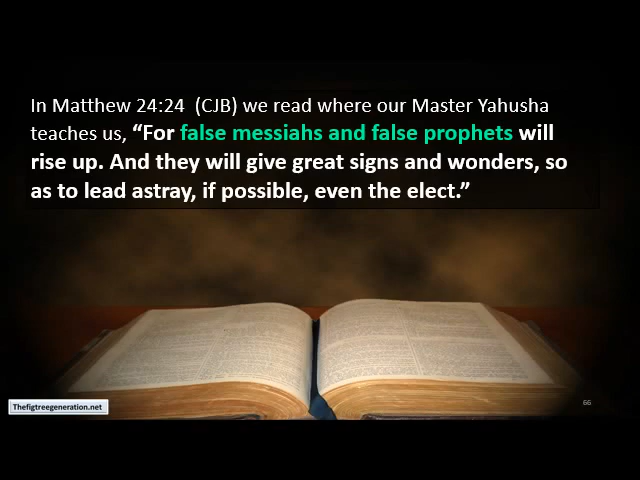 In Matthew 24:24 (CJB) we read where our Master Yahusha
teaches us, “For false messiahs and false prophets will
rise up. And they will give great signs and wonders, so
as to lead astray, if possible, even the elect.”
Thefigtreegeneration.net
66